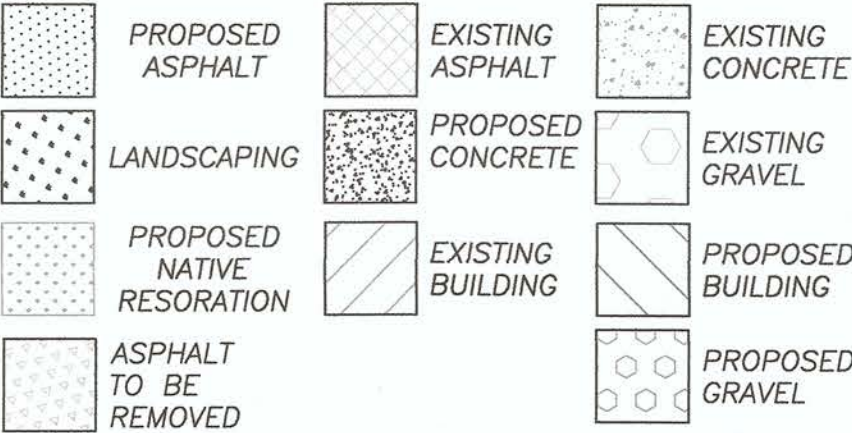 PROPOSED
ASPHALT
EXISTING
ASPHALT
EXISTING
CONCRETE
LANDSCAPING
PROPOSED
CONCRETE
EXISTING
GRAVEL
PROPOSED
NATIVE
RESORATION
EXISTING
BUILDING
PROPOSED
BUILDING
ASPHALT
TO BE
REMOVED
PROPOSED
GRAVEL